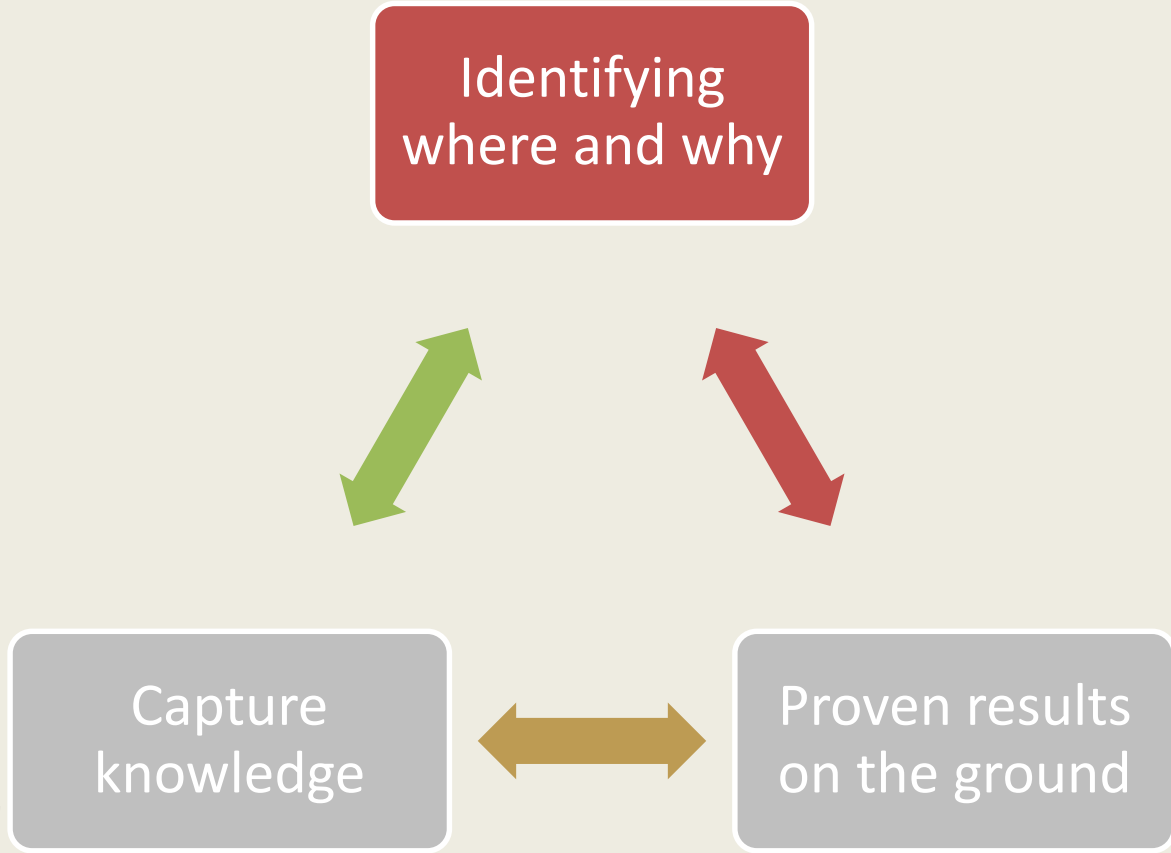 Identifying
where and why
Capture
knowledge
Proven results
on the ground